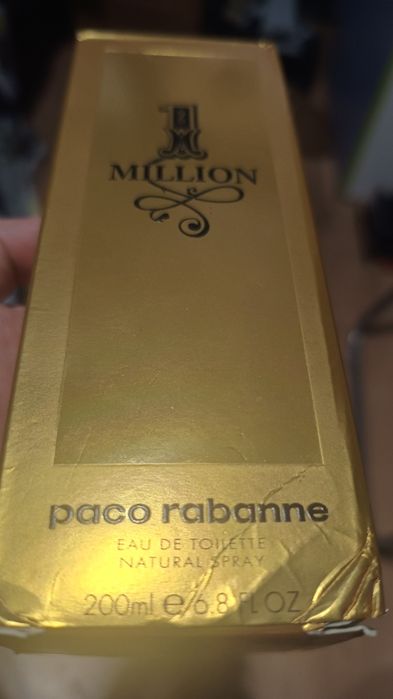 1
MILLION
paco rabanne
EAU DE TOILETTE
NATURAL SPRAY
200ml e 6.8 FL OZ